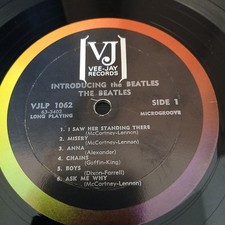 VJ
VEE-JAY
RECORDS
INTRODUCING the BEATLES
THE BEATLES
VJLP 1062
SIDE 1
63-3402
LONG PLAYING
MICROGROOVE
1. I SAW HER STANDING THERE
(McCartney-Lennon)
2. MISERY
(McCartney-Lennon)
3. ANNA
(Alexander)
4. CHAINS
(Goffin-King)
5. BOYS
(Dixon-Farrell)
6. ASK ME WHY
(McCartney-Lennon)